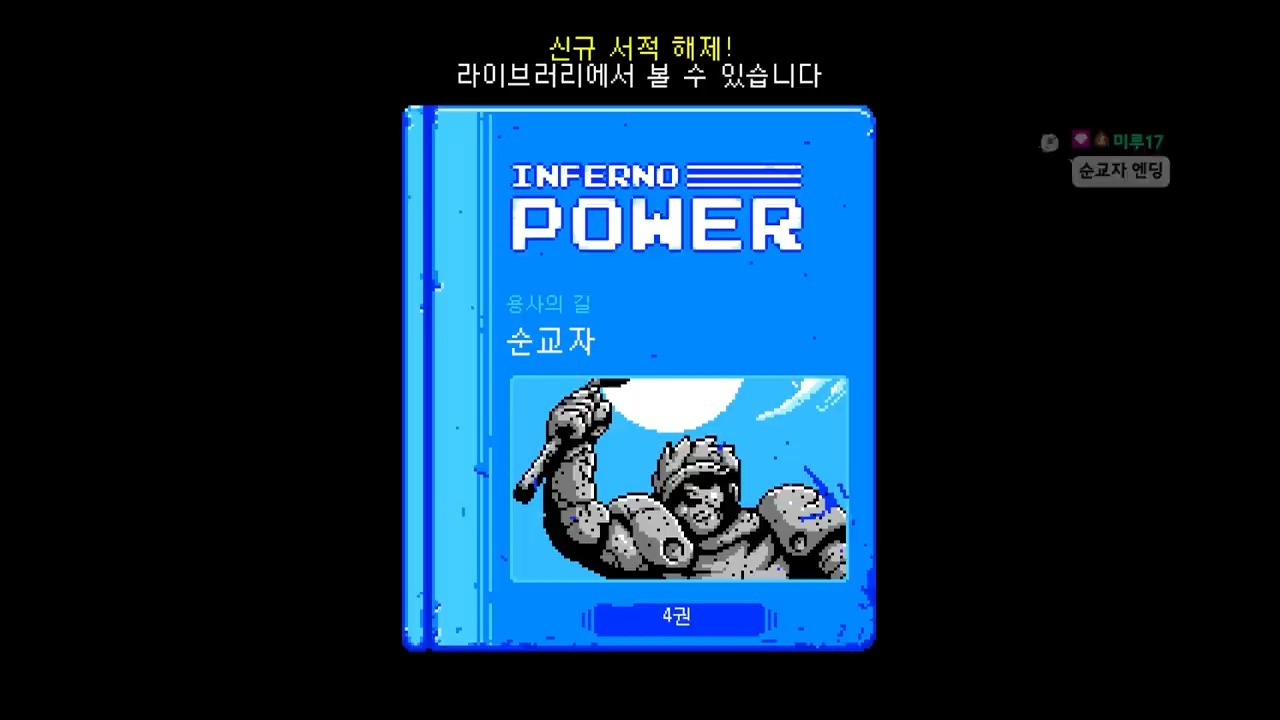 신규 서적 해제!
라이브러리에서 볼 수 있습니다
INFERNO
POWER
용사의 길
순교자
4권
미루17
순교자 엔딩